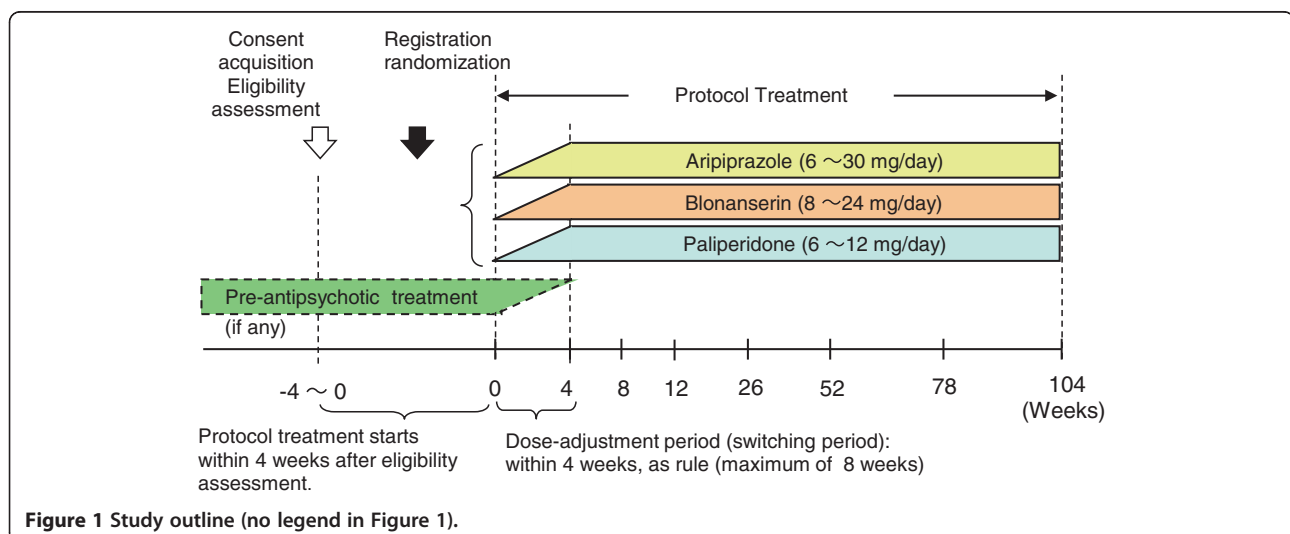 Consent
acquisition
Eligibility
assessment
Registration
randomization
Protocol Treatment
Aripiprazole (6 ~30 mg/day)
Blonanserin (8 ~24 mg/day)
Paliperidone (6 ~12 mg/day)
Pre-antipsychotic treatment
(if any)
-4 ~ 0
0
4
8
12
26
52
78
104
(Weeks)
Protocol treatment starts
within 4 weeks after eligibility
assessment.
Dose-adjustment period (switching period):
within 4 weeks, as rule (maximum of 8 weeks)
Figure 1 Study outline (no legend in Figure 1).